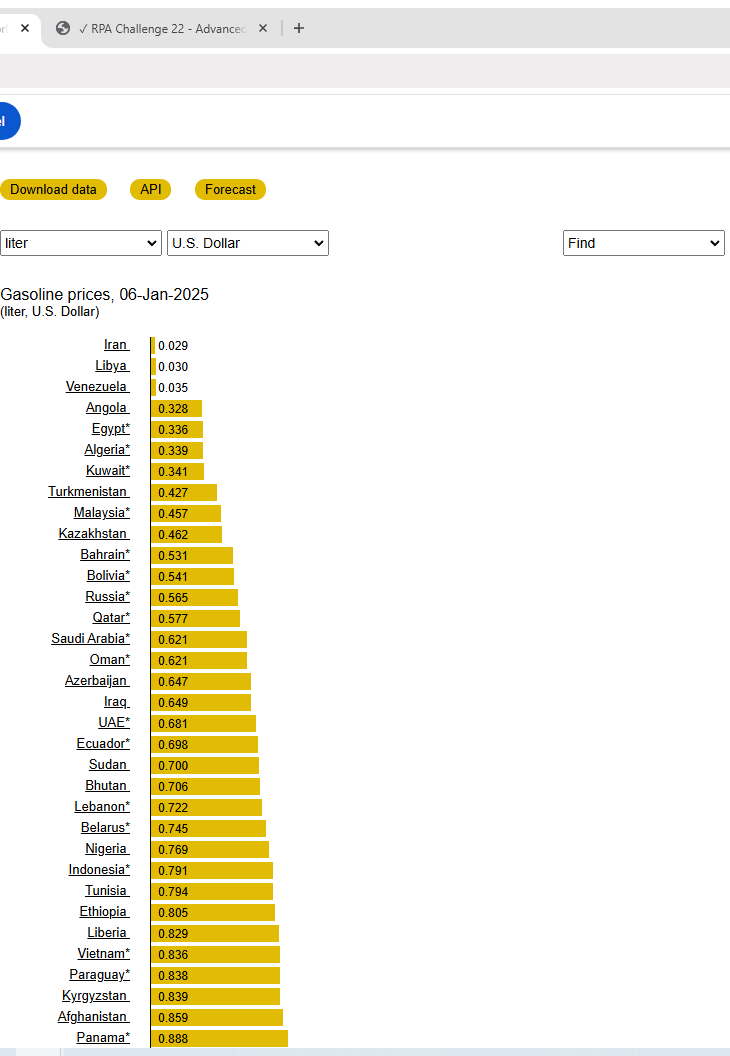 ✓ RPA Challenge 22 - Advanced
Download data API Forecast
liter U.S. Dollar Find
Gasoline prices, 06-Jan-2025
(liter, U.S. Dollar)
Iran 0.029
Libya 0.030
Venezuela 0.035
Angola 0.328
Egypt* 0.336
Algeria* 0.339
Kuwait* 0.341
Turkmenistan 0.427
Malaysia* 0.457
Kazakhstan 0.462
Bahrain* 0.531
Bolivia* 0.541
Russia* 0.565
Qatar* 0.577
Saudi Arabia* 0.621
Oman* 0.621
Azerbaijan 0.647
Iraq 0.649
UAE* 0.681
Ecuador* 0.698
Sudan 0.700
Bhutan 0.706
Lebanon* 0.722
Belarus* 0.745
Nigeria 0.769
Indonesia* 0.791
Tunisia 0.794
Ethiopia 0.805
Liberia 0.829
Vietnam* 0.836
Paraguay* 0.838
Kyrgyzstan 0.839
Afghanistan 0.859
Panama* 0.888